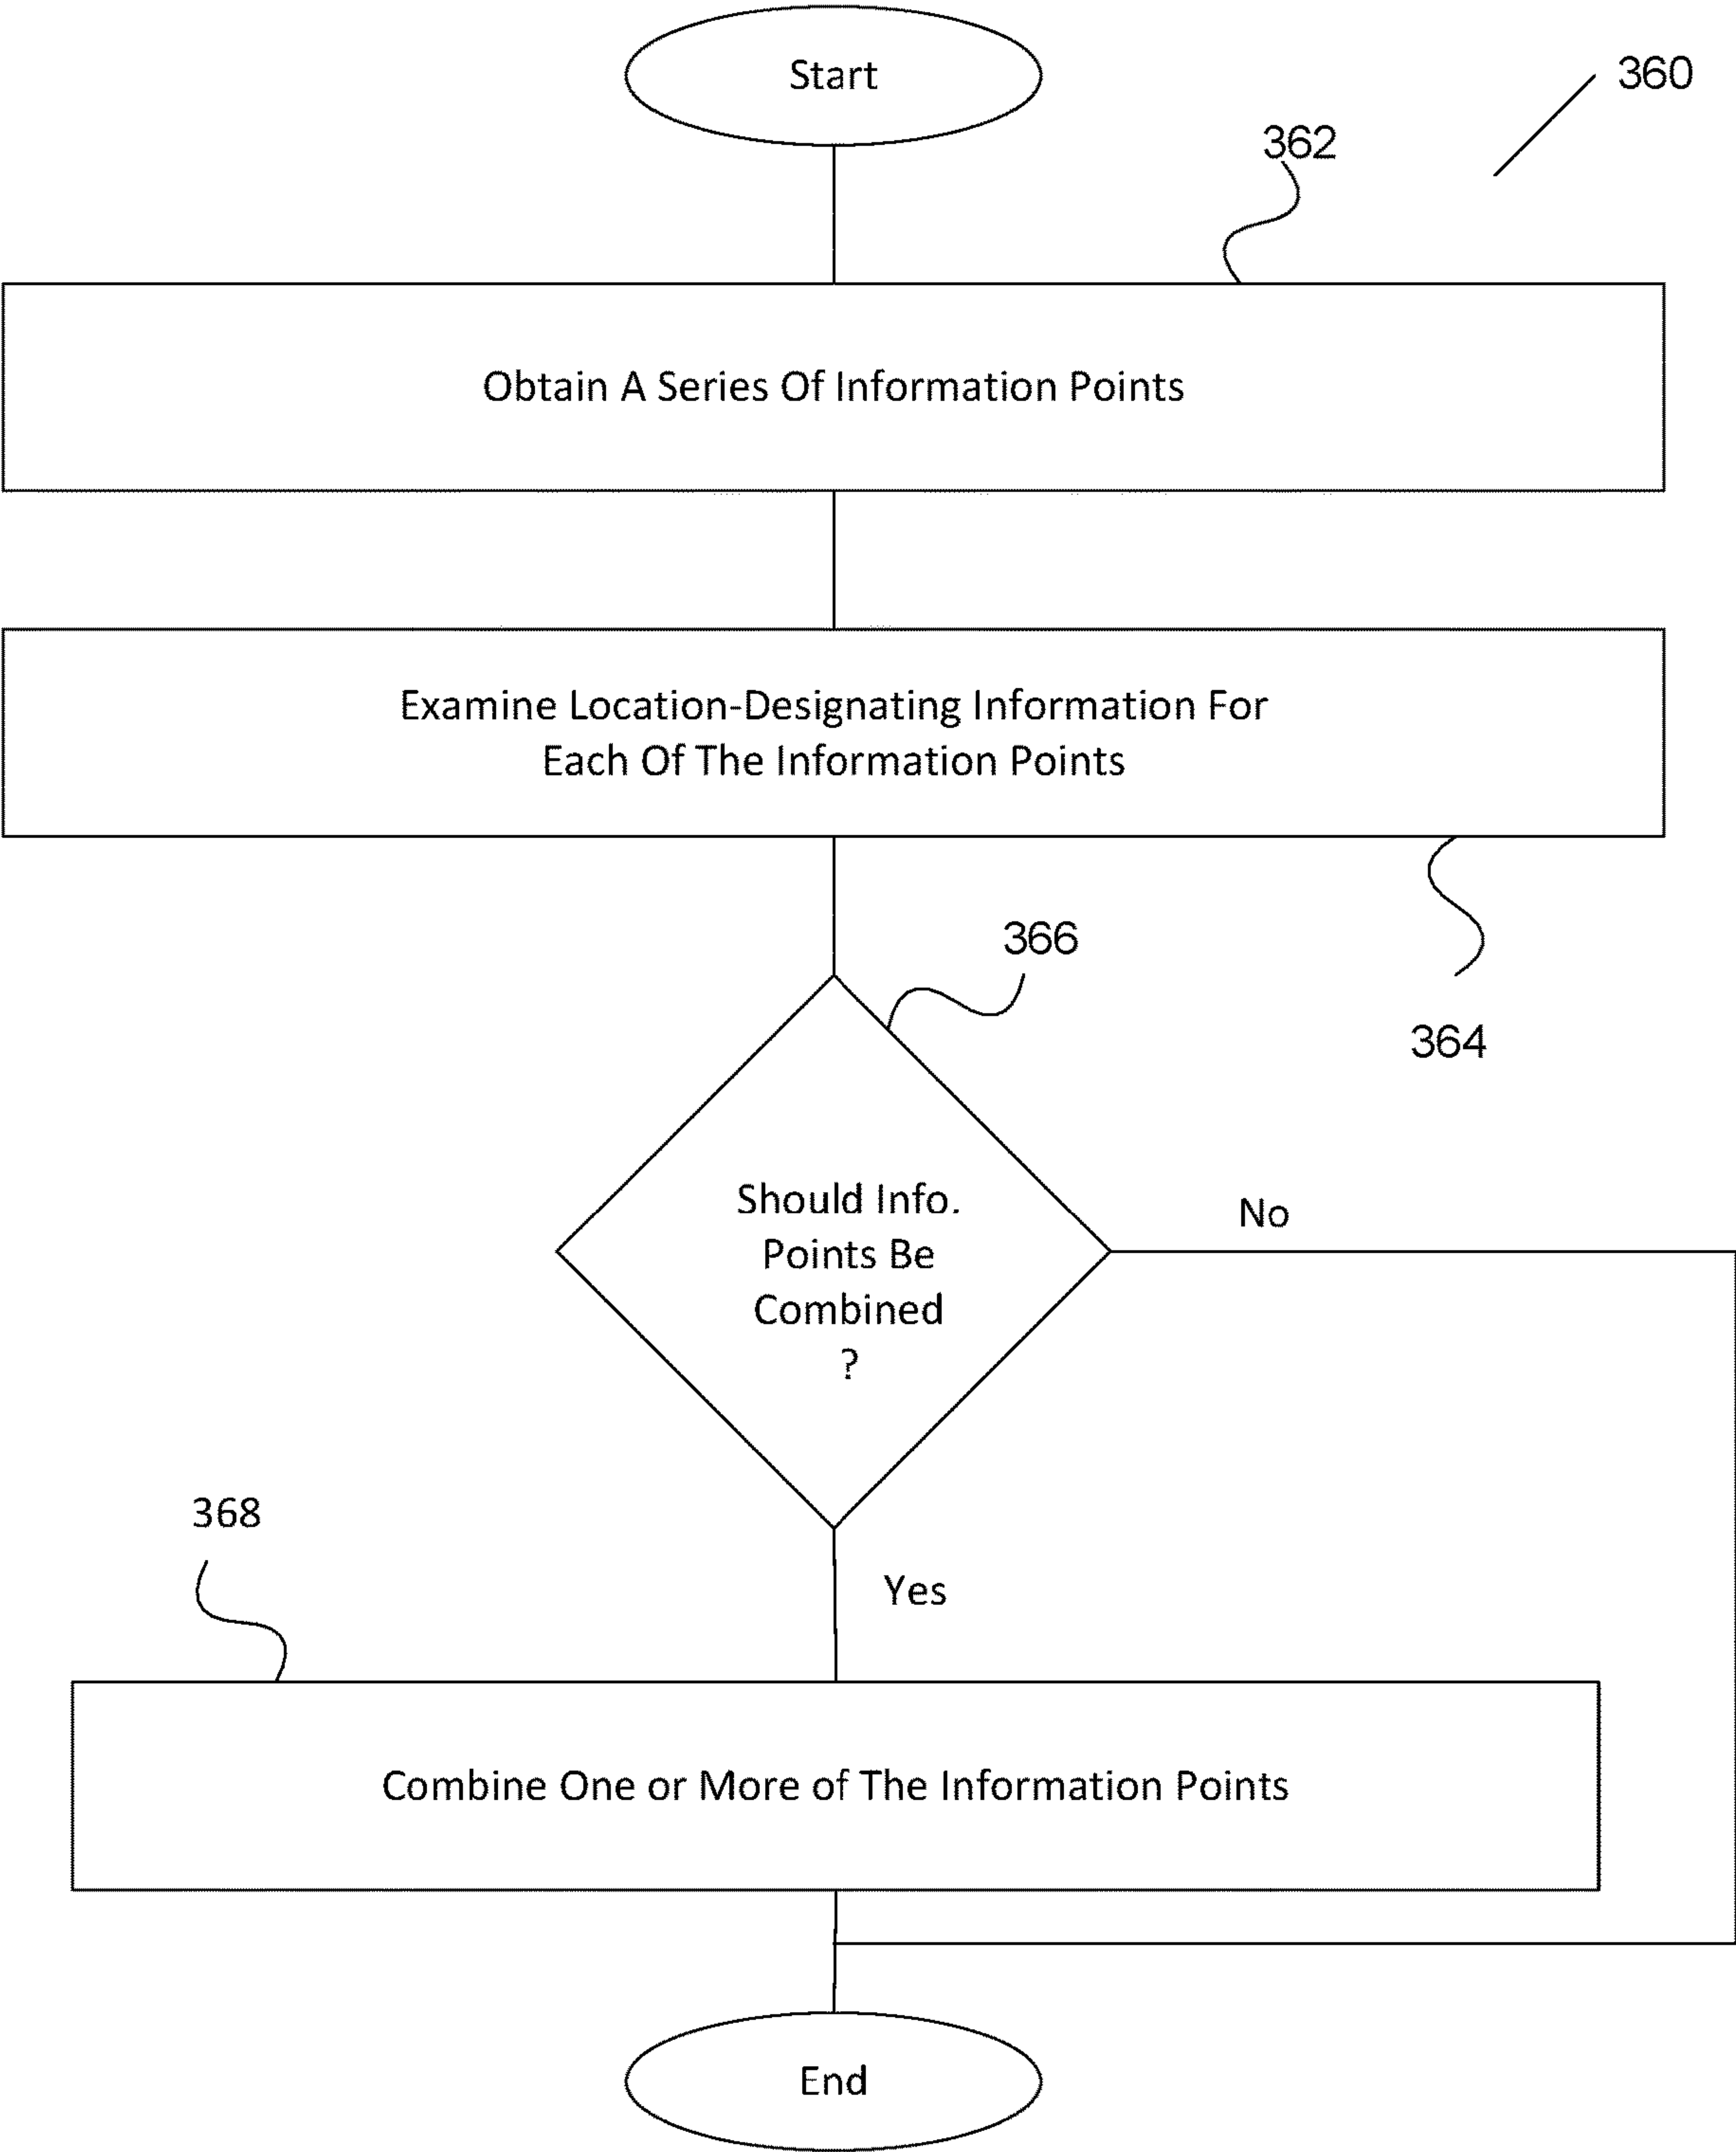 Start
360
362
Obtain A Series Of Information Points
Examine Location-Designating Information For
Each Of The Information Points
366
364
Should Info.
Points Be
Combined
?
No
368
Yes
Combine One or More of The Information Points
End